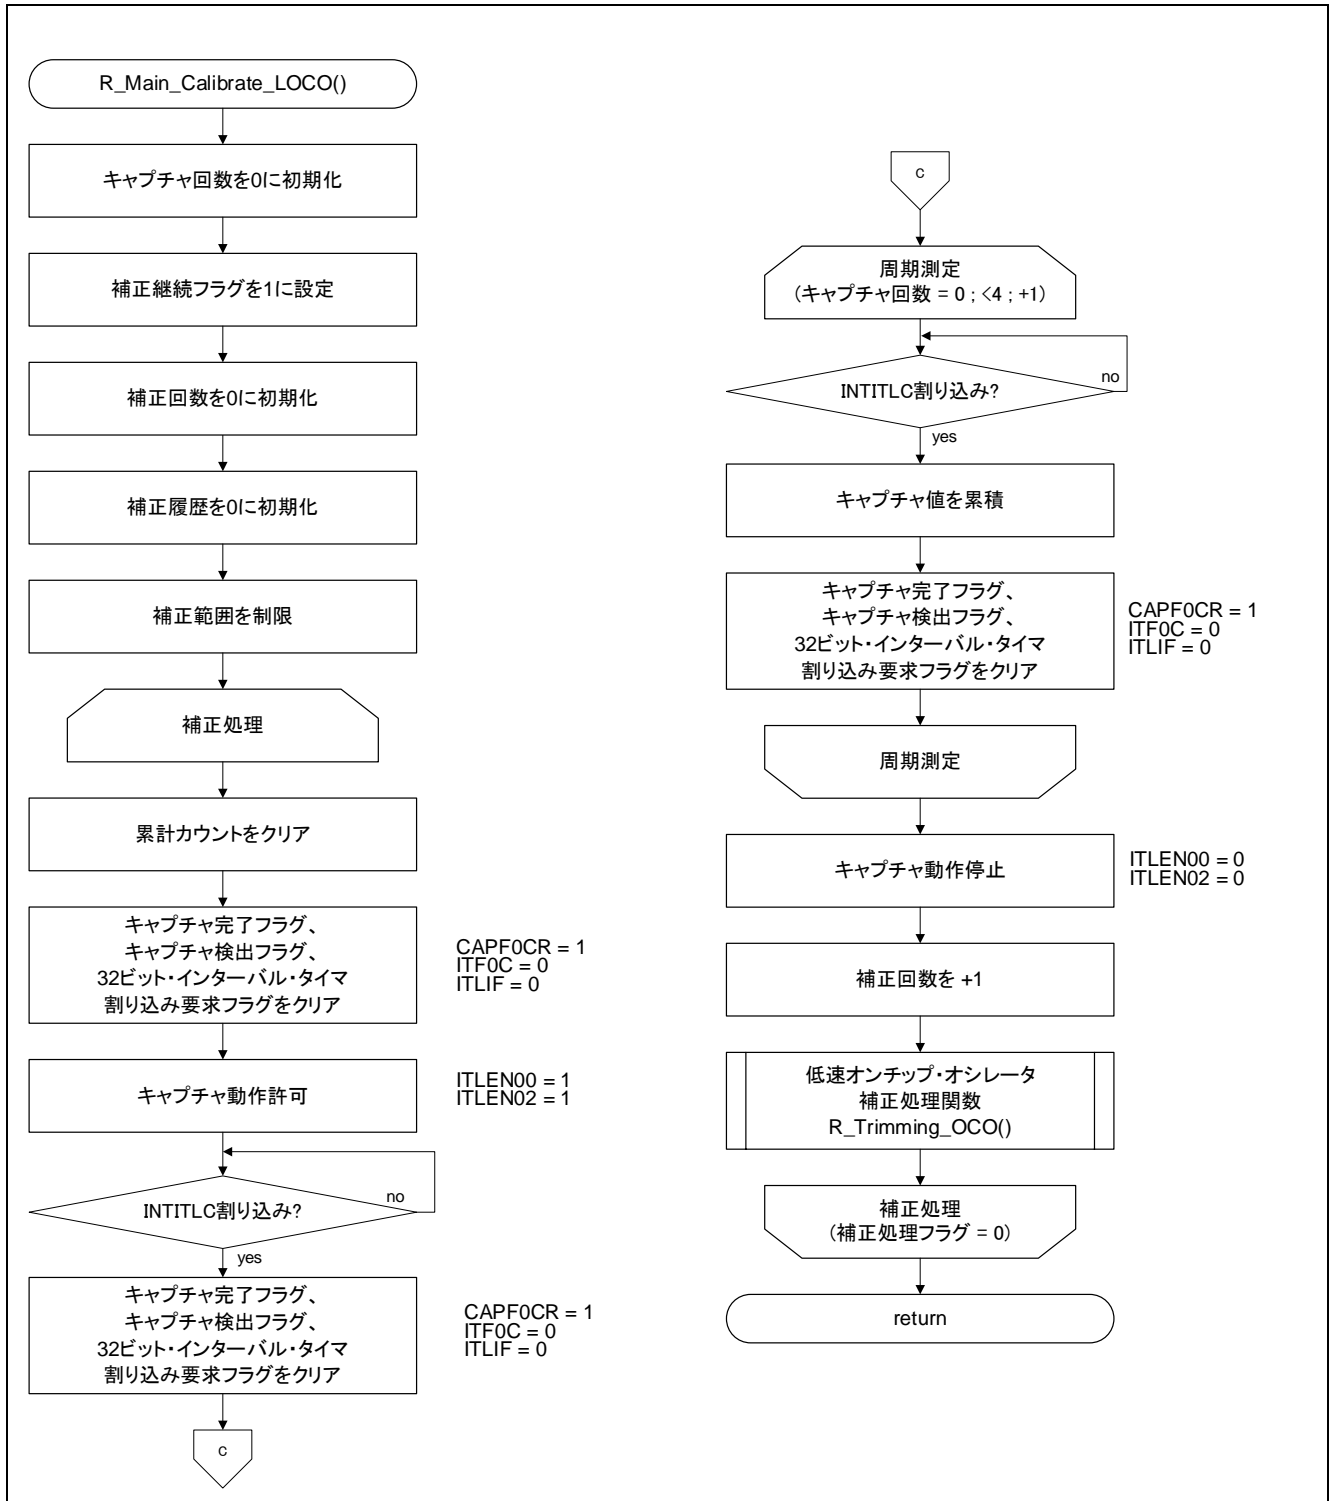 R_Main_Calibrate_LOCO()
キャプチャ回数を0に初期化
補正継続フラグを1に設定
補正回数を0に初期化
補正履歴を0に初期化
補正範囲を制限
補正処理
累計カウントをクリア
キャプチャ完了フラグ、
キャプチャ検出フラグ、
32ビット・インターバル・タイマ
割り込み要求フラグをクリア
CAPF0CR = 1
ITF0C = 0
ITLIF = 0
キャプチャ動作許可
ITLEN00 = 1
ITLEN02 = 1
INTITLC割り込み?
no
yes
キャプチャ完了フラグ、
キャプチャ検出フラグ、
32ビット・インターバル・タイマ
割り込み要求フラグをクリア
CAPF0CR = 1
ITF0C = 0
ITLIF = 0
C
C
周期測定
(キャプチャ回数 = 0 ; <4 ; +1)
INTITLC割り込み?
no
yes
キャプチャ値を累積
キャプチャ完了フラグ、
キャプチャ検出フラグ、
32ビット・インターバル・タイマ
割り込み要求フラグをクリア
CAPF0CR = 1
ITF0C = 0
ITLIF = 0
周期測定
キャプチャ動作停止
ITLEN00 = 0
ITLEN02 = 0
補正回数を +1
低速オンチップ・オシレータ
補正処理関数
R_Trimming_OCO()
補正処理
(補正処理フラグ = 0)
return